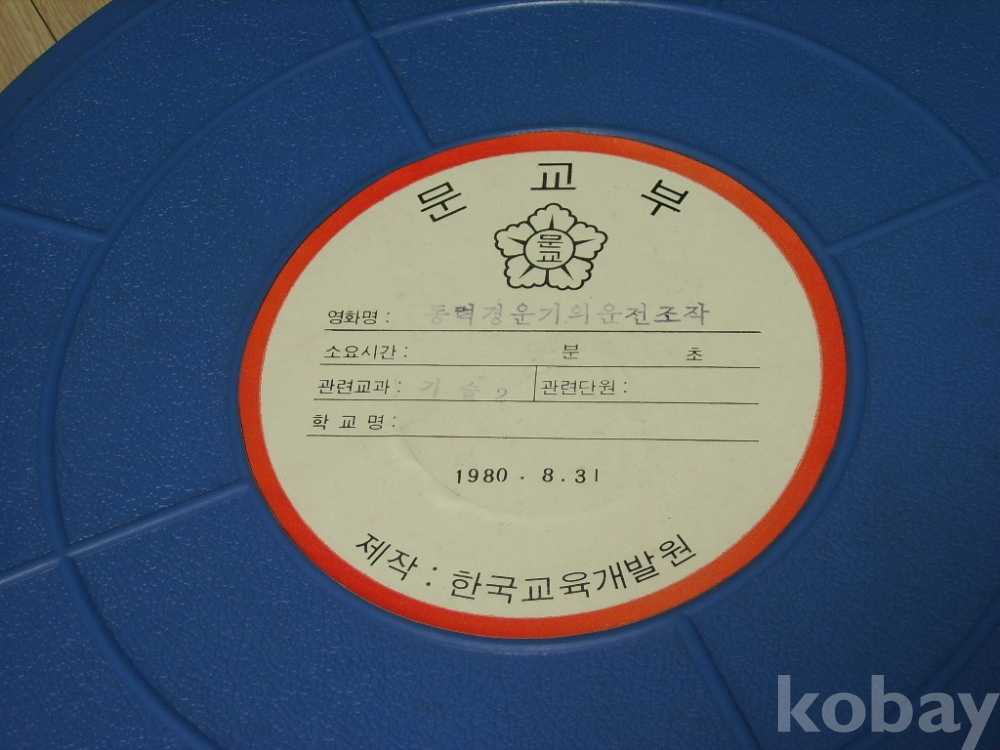 문 교 부
문교
영화명 : 동력경운기의운전조작
소요시간 : 분 초
관련교과 : 기 술 2 관련단원 :
학 교 명 :
1980 . 8 . 31
제작 : 한국교육개발원
kobay